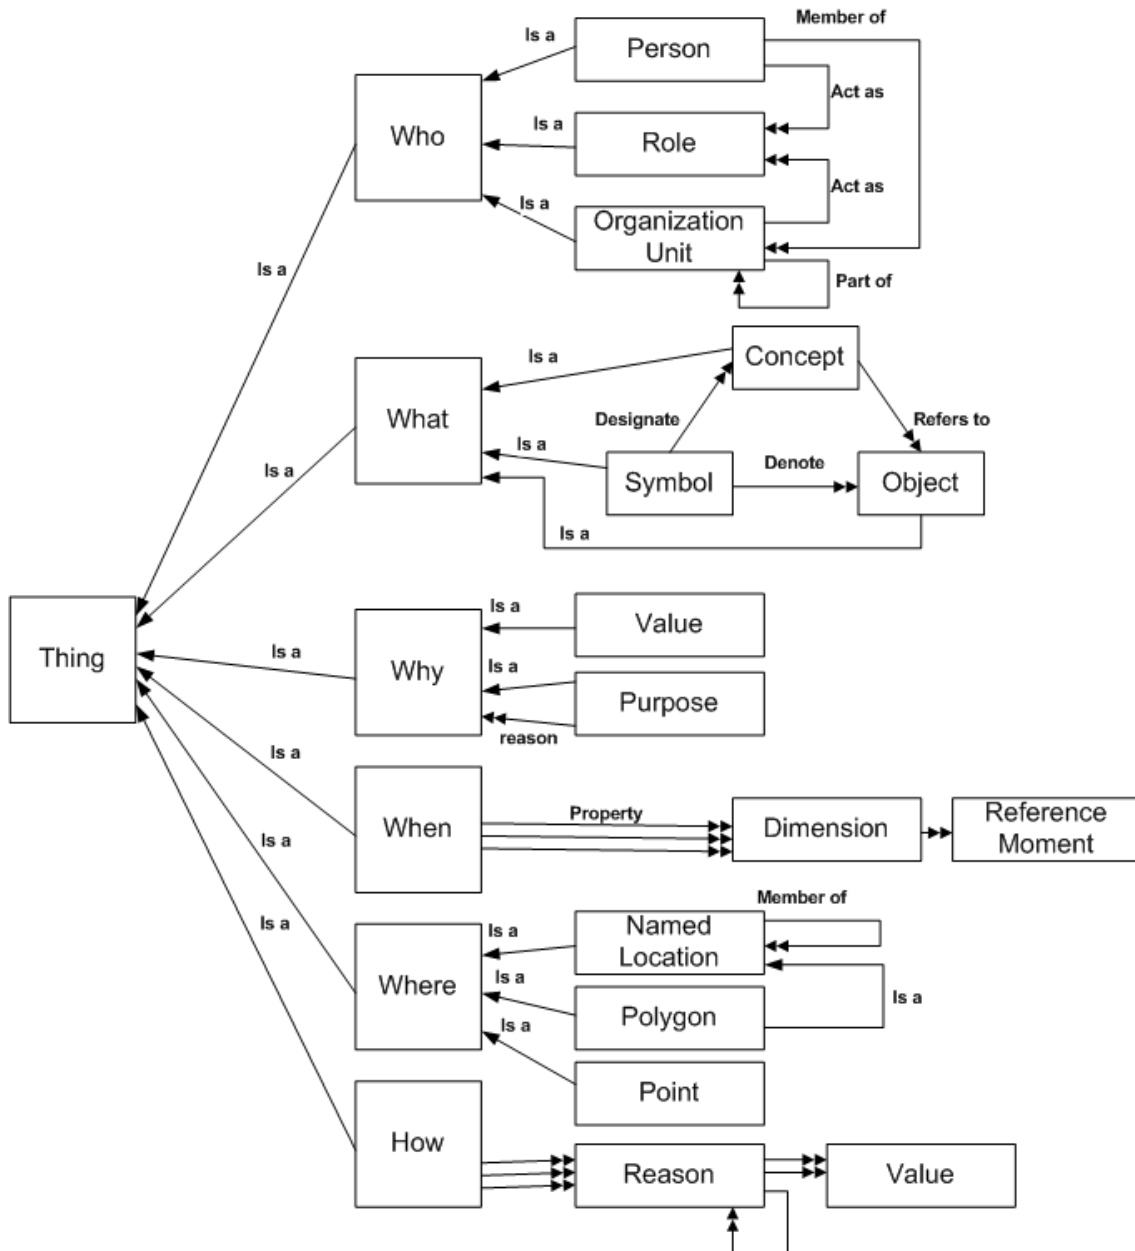 Member of
Is a
Person
Act as
Who
Is a
Role
Is a
Organization
Unit
Act as
Part of
Is a
Is a
Concept
What
Designate
Refers to
Is a
Is a
Symbol
Denote
Object
Is a
Thing
Is a
Why
Is a
Value
Is a
Purpose
reason
Is a
When
Property
Dimension
Reference
Moment
Is a
Where
Is a
Named
Location
Member of
Is a
Polygon
Is a
Is a
Point
Is a
How
Reason
Value